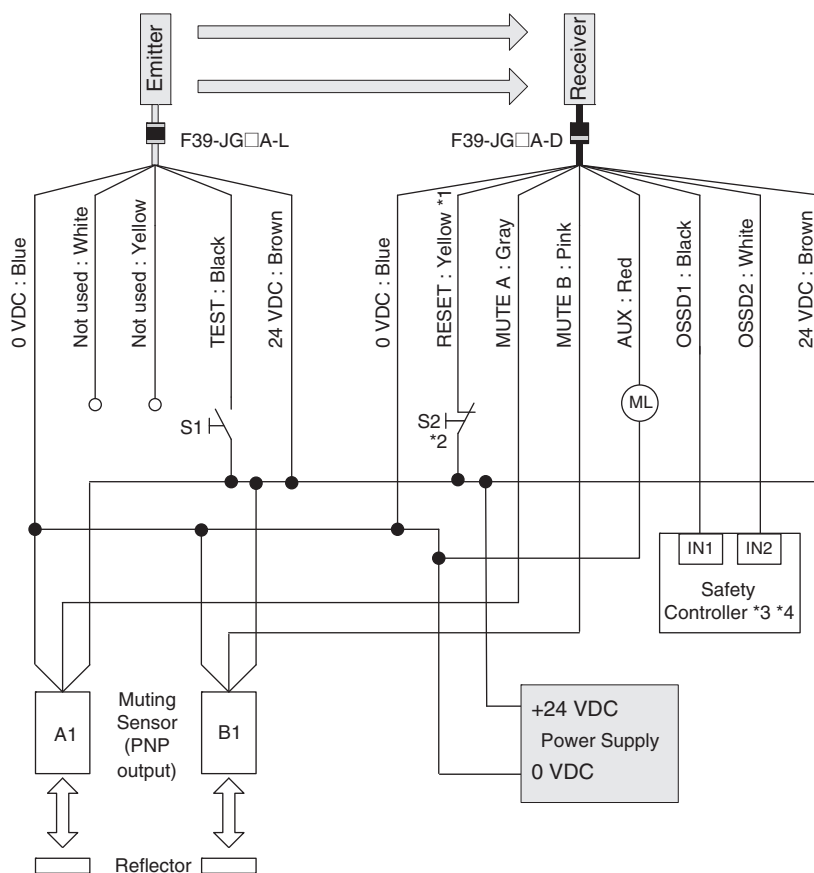 Emitter
Receiver
F39-JG□A-L
F39-JG□A-D
0 VDC : Blue
Not used : White
Not used : Yellow
TEST : Black
24 VDC : Brown
0 VDC : Blue
RESET : Yellow *1
MUTE A : Gray
MUTE B : Pink
AUX : Red
OSSD1 : Black
OSSD2 : White
24 VDC : Brown
S1
S2
*2
ML
IN1
IN2
Safety
Controller *3 *4
A1
Muting
Sensor
(PNP
output)
B1
+24 VDC
Power Supply
0 VDC
Reflector